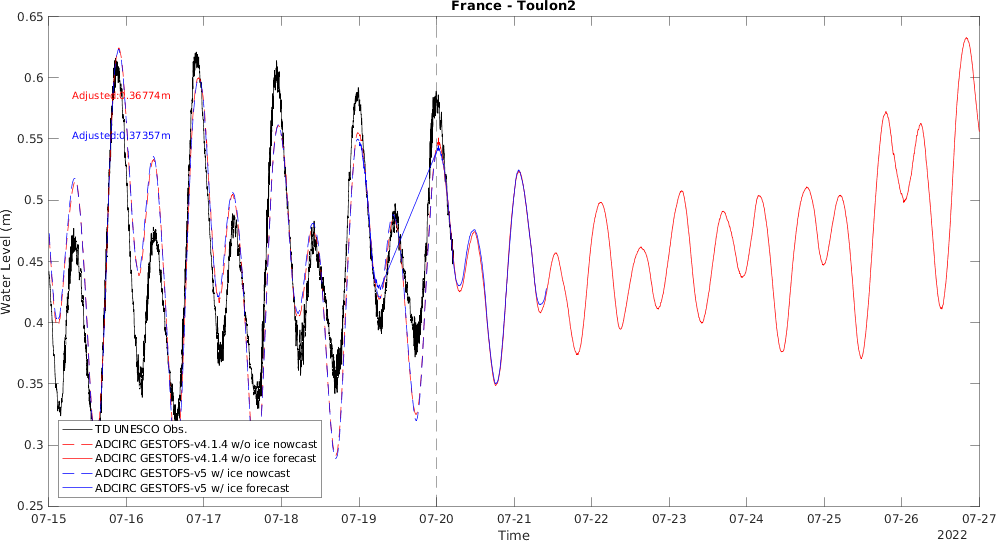 France - Toulon2
0.65
0.6
0.55
0.5
0.45
0.4
0.35
0.3
0.25
Water Level (m)
Adjusted:0.36774m
Adjusted:0.37357m
TD UNESCO Obs.
ADCIRC GESTOFS-v4.1.4 w/o ice nowcast
ADCIRC GESTOFS-v4.1.4 w/o ice forecast
ADCIRC GESTOFS-v5 w/ ice nowcast
ADCIRC GESTOFS-v5 w/ ice forecast
07-15 07-16 07-17 07-18 07-19 07-20 07-21 07-22 07-23 07-24 07-25 07-26 07-27
Time
2022